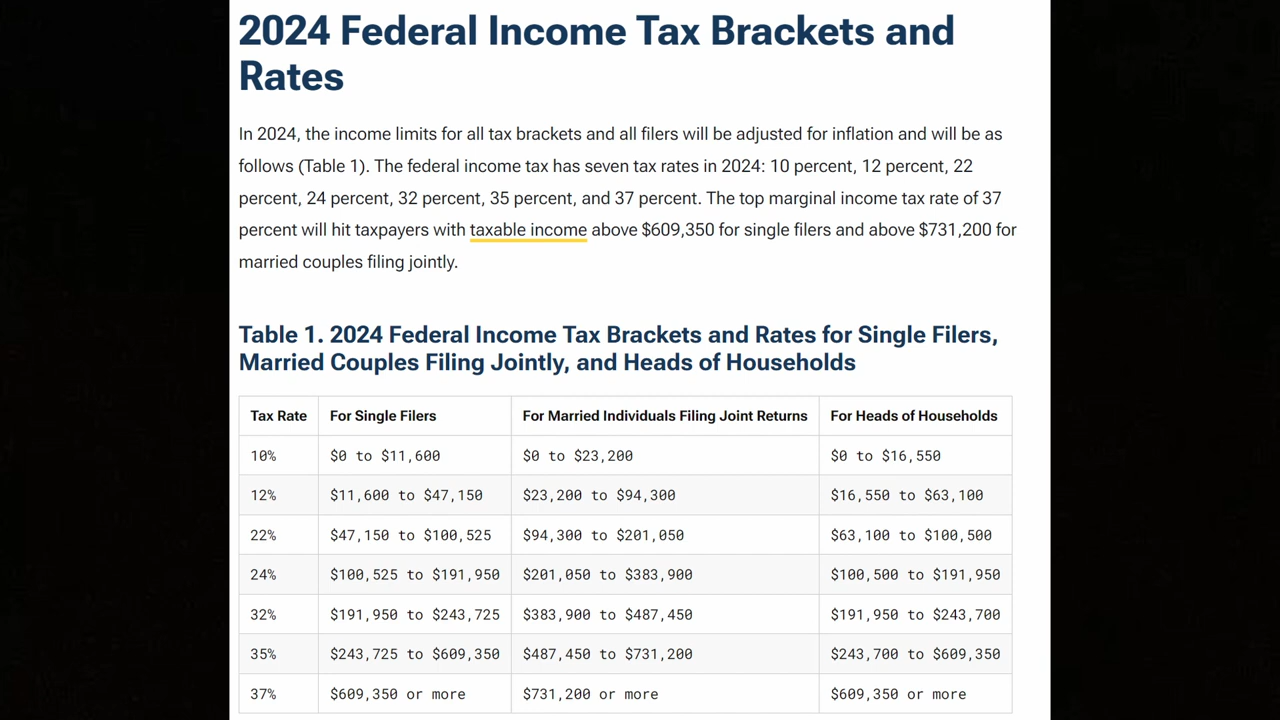 2024 Federal Income Tax Brackets and
Rates
In 2024, the income limits for all tax brackets and all filers will be adjusted for inflation and will be as
follows (Table 1). The federal income tax has seven tax rates in 2024: 10 percent, 12 percent, 22
percent, 24 percent, 32 percent, 35 percent, and 37 percent. The top marginal income tax rate of 37
percent will hit taxpayers with taxable income above $609,350 for single filers and above $731,200 for
married couples filing jointly.
Table 1. 2024 Federal Income Tax Brackets and Rates for Single Filers,
Married Couples Filing Jointly, and Heads of Households
Tax Rate For Single Filers For Married Individuals Filing Joint Returns For Heads of Households
10% $0 to $11,600 $0 to $23,200 $0 to $16,550
12% $11,600 to $47,150 $23,200 to $94,300 $16,550 to $63,100
22% $47,150 to $100,525 $94,300 to $201,050 $63,100 to $100,500
24% $100,525 to $191,950 $201,050 to $383,900 $100,500 to $191,950
32% $191,950 to $243,725 $383,900 to $487,450 $191,950 to $243,700
35% $243,725 to $609,350 $487,450 to $731,200 $243,700 to $609,350
37% $609,350 or more $731,200 or more $609,350 or more